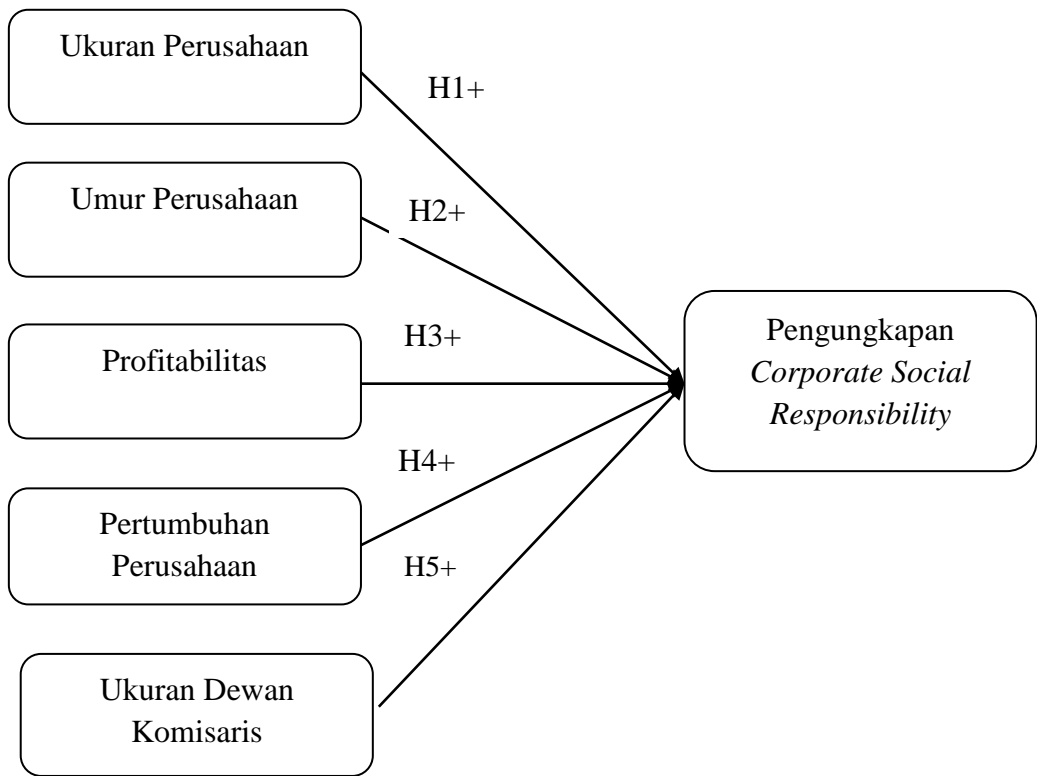 Ukuran Perusahaan
H1+
Umur Perusahaan
H2+
Profitabilitas
H3+
Pengungkapan
Corporate Social
Responsibility
H4+
Pertumbuhan
Perusahaan
H5+
Ukuran Dewan
Komisaris